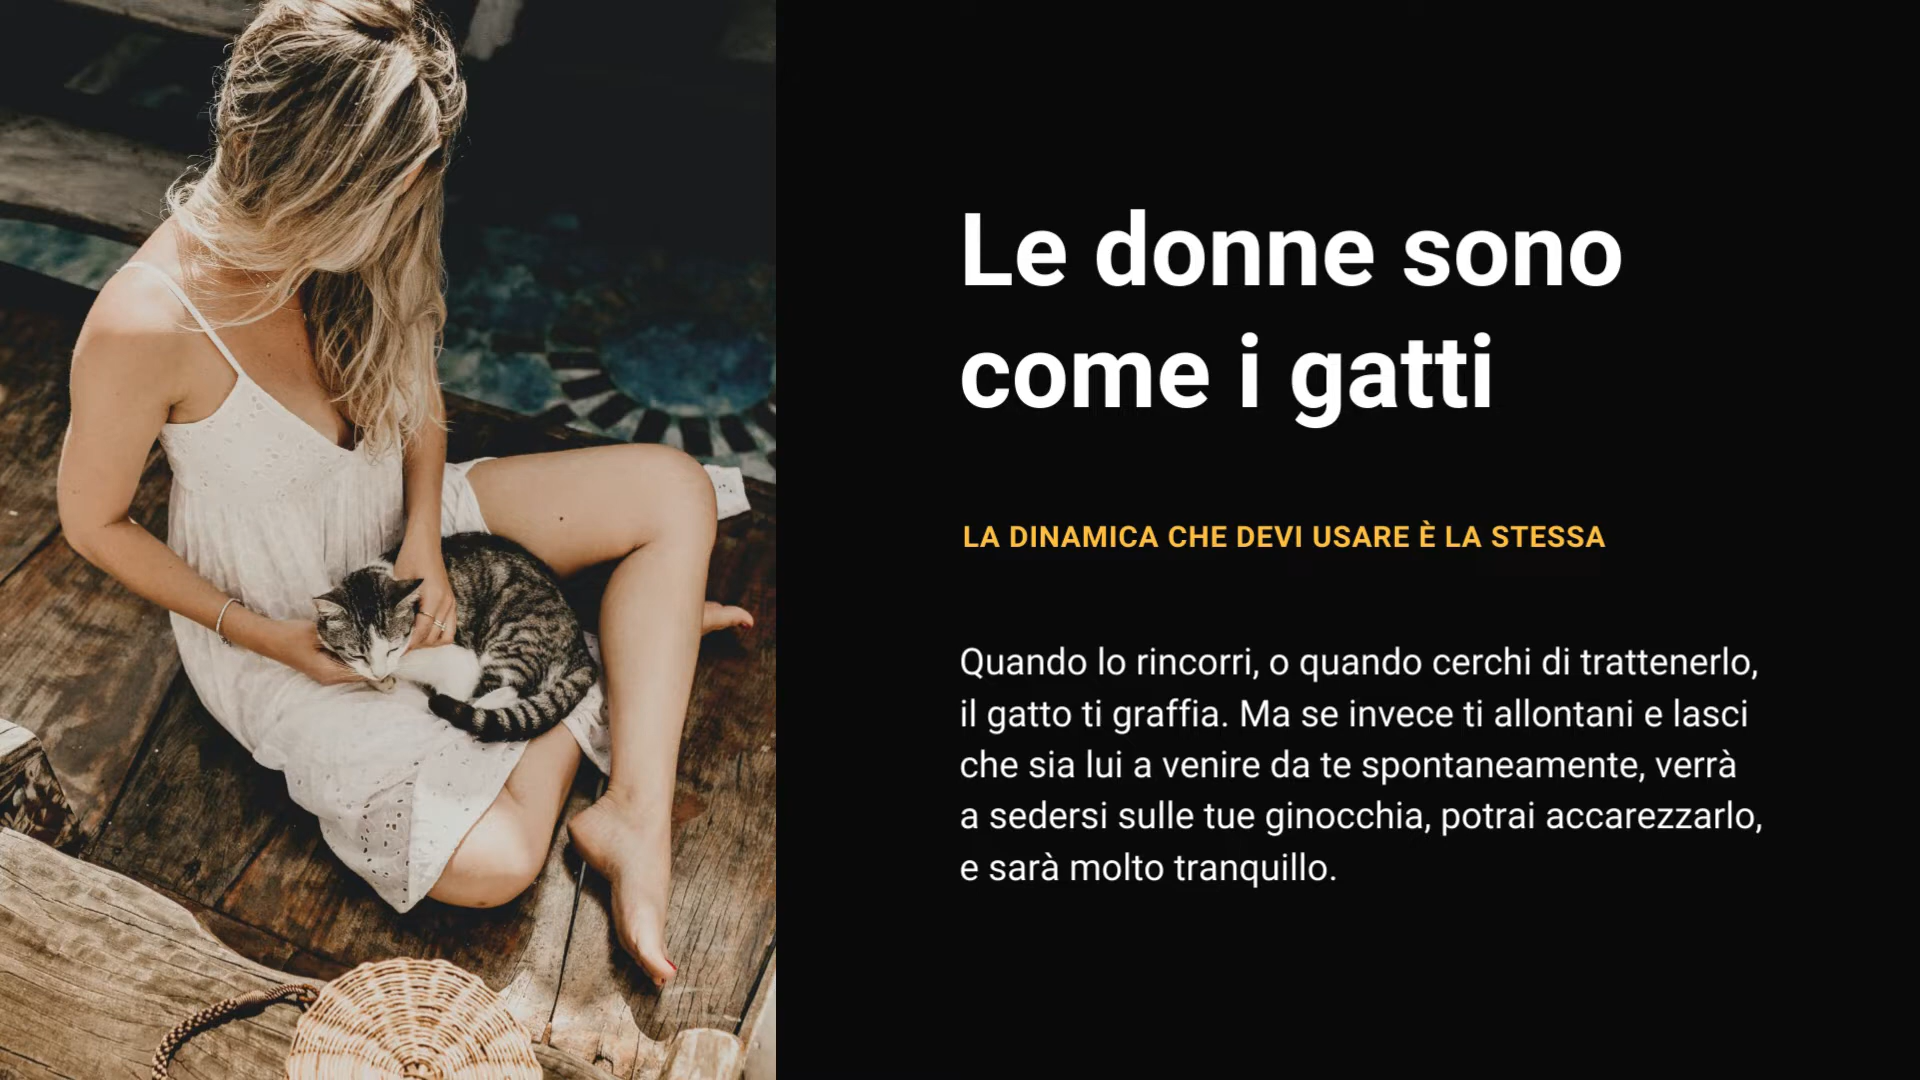 Le donne sono
come i gatti
LA DINAMICA CHE DEVI USARE È LA STESSA
Quando lo rincorri, o quando cerchi di trattenerlo,
il gatto ti graffia. Ma se invece ti allontani e lasci
che sia lui a venire da te spontaneamente, verrà
a sedersi sulle tue ginocchia, potrai accarezzarlo,
e sarà molto tranquillo.